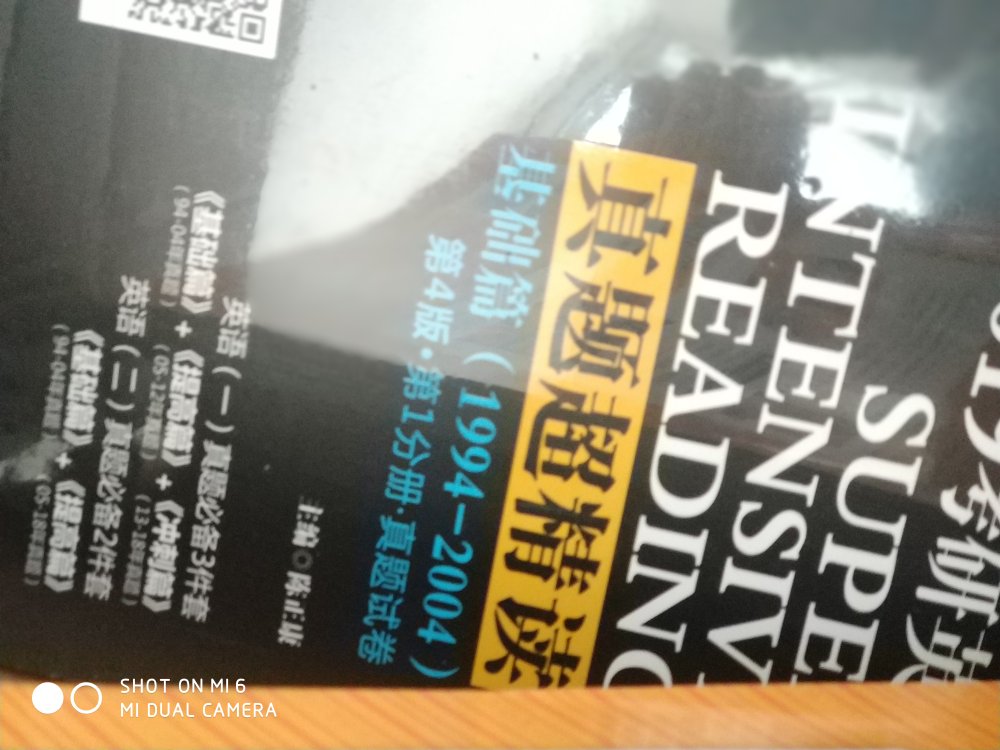 019考研英
SUPE
INTENSIV
READING
真题超精读
基础篇（1994-2004）
第4版·第1分册·真题试卷
主编◎陈正康
英语（一）真题必备3件套
《基础篇》+《提高篇》+《冲刺篇》
（94-04年真题）（05-12年真题）（13-18年真题）
英语（二）真题必备2件套
《基础篇》+《提高篇》
（94-04年真题）（05-18年真题）
SHOT ON MI 6
MI DUAL CAMERA